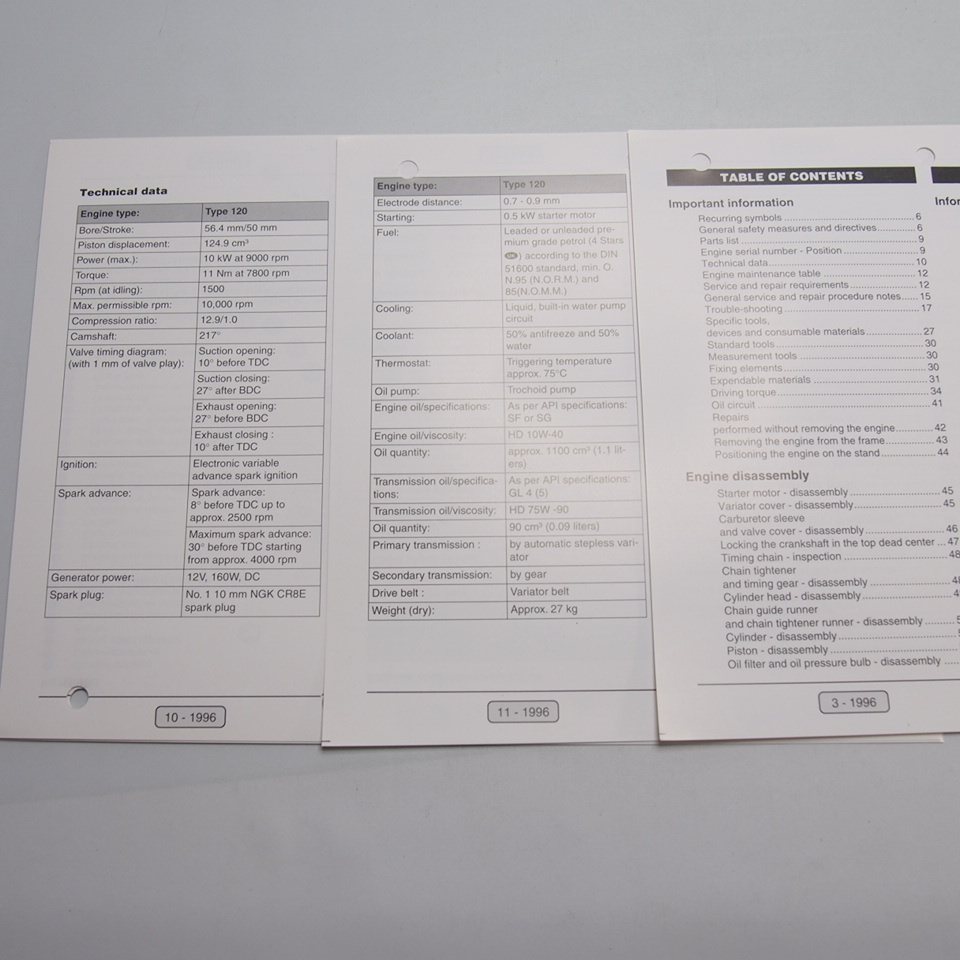 Technical data
Engine type: Type 120
Bore/Stroke: 56.4 mm/50 mm
Piston displacement: 124.9 cm³
Power (max.): 10 kW at 9000 rpm
Torque: 11 Nm at 7800 rpm
Rpm (at idling): 1500
Max. permissible rpm: 10,000 rpm
Compression ratio: 12.9/1.0
Camshaft: 217°
Valve timing diagram: Suction opening:
(with 1 mm of valve play): 10° before TDC
Suction closing:
27° after BDC
Exhaust opening:
27° before BDC
Exhaust closing :
10° after TDC
Ignition: Electronic variable
advance spark ignition
Spark advance: Spark advance:
8° before TDC up to
approx. 2500 rpm
Maximum spark advance:
30° before TDC starting
from approx. 4000 rpm
Generator power: 12V, 160W, DC
Spark plug: No. 1 10 mm NGK CR8E
spark plug
10 - 1996
Engine type: Type 120
Electrode distance: 0.7 - 0.9 mm
Starting: 0.5 kW starter motor
Fuel: Leaded or unleaded pre-
mium grade petrol (4 Stars
) according to the DIN
51600 standard, min. O.
N.95 (N.O.R.M.) and
85(N.O.M.M.)
Cooling: Liquid, built-in water pump
circuit
Coolant: 50% antifreeze and 50%
water
Thermostat: Triggering temperature
approx. 75°C
Oil pump: Trochoid pump
Engine oil/specifications: As per API specifications:
SF or SG
Engine oil/viscosity: HD 10W-40
Oil quantity: approx. 1100 cm³ (1.1 lit-
ers)
Transmission oil/specifica- As per API specifications:
tions: GL 4 (5)
Transmission oil/viscosity: HD 75W -90
Oil quantity: 90 cm³ (0.09 liters)
Primary transmission : by automatic stepless vari-
ator
Secondary transmission: by gear
Drive belt : Variator belt
Weight (dry): Approx. 27 kg
11 - 1996
TABLE OF CONTENTS
Important information
Recurring symbols ........ 6
General safety measures and directives ........ 6
Parts list ........ 9
Engine serial number - Position ........ 9
Technical data ........ 10
Engine maintenance table ........ 12
Service and repair requirements ........ 12
General service and repair procedure notes ...... 15
Trouble-shooting ........ 17
Specific tools,
devices and consumable materials ........ 27
Standard tools ........ 30
Measurement tools ........ 30
Fixing elements ........ 30
Expendable materials ........ 31
Driving torque ........ 34
Oil circuit ........ 41
Repairs
performed without removing the engine ........ 42
Removing the engine from the frame ........ 43
Positioning the engine on the stand ........ 44
Engine disassembly
Starter motor - disassembly ........ 45
Variator cover - disassembly ........ 45
Carburetor sleeve
and valve cover - disassembly ........ 46
Locking the crankshaft in the top dead center ... 47
Timing chain - inspection ........ 48
Chain tightener
and timing gear - disassembly ........
Cylinder head - disassembly ........
Chain guide runner
and chain tightener runner - disassembly ........
Cylinder - disassembly ........
Piston - disassembly ........
Oil filter and oil pressure bulb - disassembly .....
3 - 1996
Infor